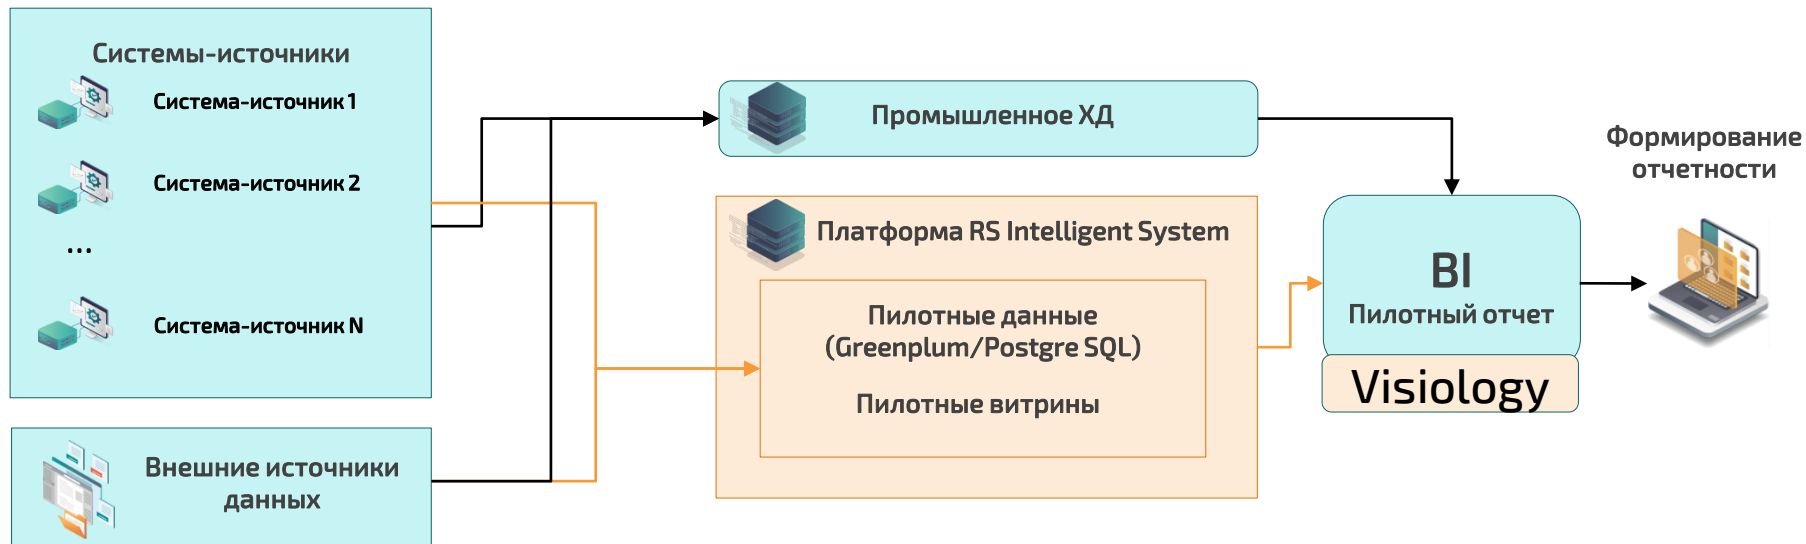 Системы-источники
Система-источник 1
Система-источник 2
...
Система-источник N
Внешние источники
данных
Промышленное ХД
Платформа RS Intelligent System
Пилотные данные
(Greenplum/Postgre SQL)
Пилотные витрины
BI
Пилотный отчет
Visiology
Формирование
отчетности